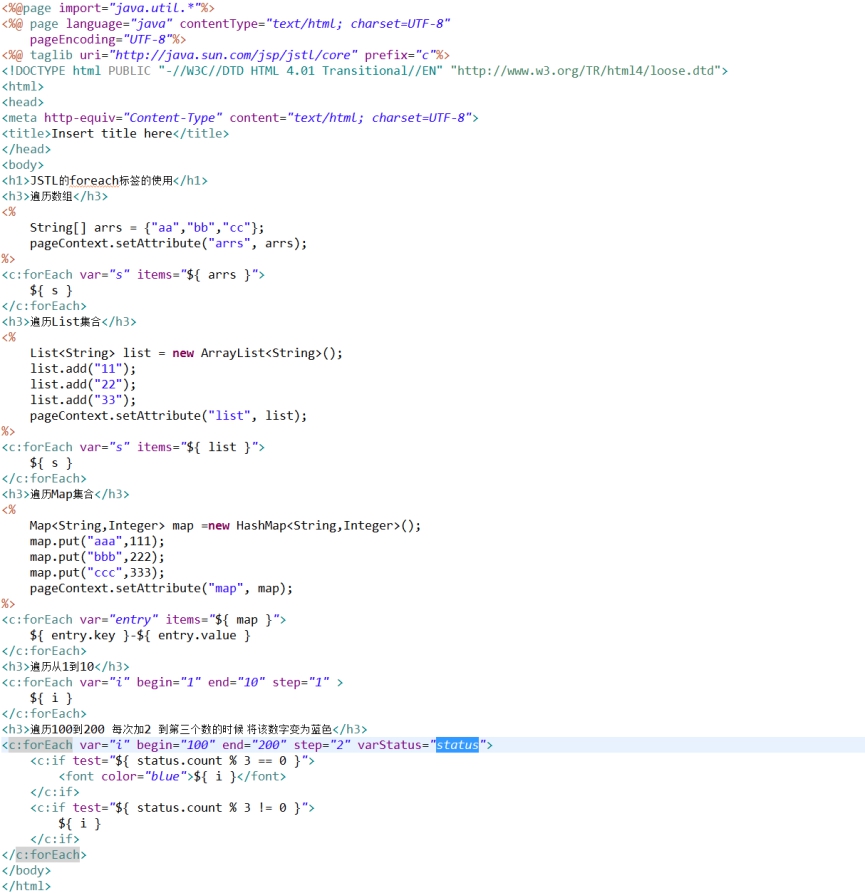 <%@page import="java.util.*"%>
<%@ page language="java" contentType="text/html; charset=UTF-8"
    pageEncoding="UTF-8"%>
<%@ taglib uri="http://java.sun.com/jsp/jstl/core" prefix="c"%>
<!DOCTYPE html PUBLIC "-//W3C//DTD HTML 4.01 Transitional//EN" "http://www.w3.org/TR/html4/loose.dtd">
<html>
<head>
<meta http-equiv="Content-Type" content="text/html; charset=UTF-8">
<title>Insert title here</title>
</head>
<body>
<h1>JSTL的foreach标签的使用</h1>
<h3>遍历数组</h3>
<%
    String[] arrs = {"aa","bb","cc"};
    pageContext.setAttribute("arrs", arrs);
%>
<c:forEach var="s" items="${ arrs }">
    ${ s }
</c:forEach>
<h3>遍历List集合</h3>
<%
    List<String> list = new ArrayList<String>();
    list.add("11");
    list.add("22");
    list.add("33");
    pageContext.setAttribute("list", list);
%>
<c:forEach var="s" items="${ list }">
    ${ s }
</c:forEach>
<h3>遍历Map集合</h3>
<%
    Map<String,Integer> map =new HashMap<String,Integer>();
    map.put("aaa",111);
    map.put("bbb",222);
    map.put("ccc",333);
    pageContext.setAttribute("map", map);
%>
<c:forEach var="entry" items="${ map }">
    ${ entry.key }-${ entry.value }
</c:forEach>
<h3>遍历从1到10</h3>
<c:forEach var="i" begin="1" end="10" step="1" >
    ${ i }
</c:forEach>
<h3>遍历100到200 每次加2 到第三个数的时候 将该数字变为蓝色</h3>
<c:forEach var="i" begin="100" end="200" step="2" varStatus="status">
    <c:if test="${ status.count % 3 == 0 }">
        <font color="blue">${ i }</font>
    </c:if>
    <c:if test="${ status.count % 3 != 0 }">
        ${ i }
    </c:if>
</c:forEach>
</body>
</html>